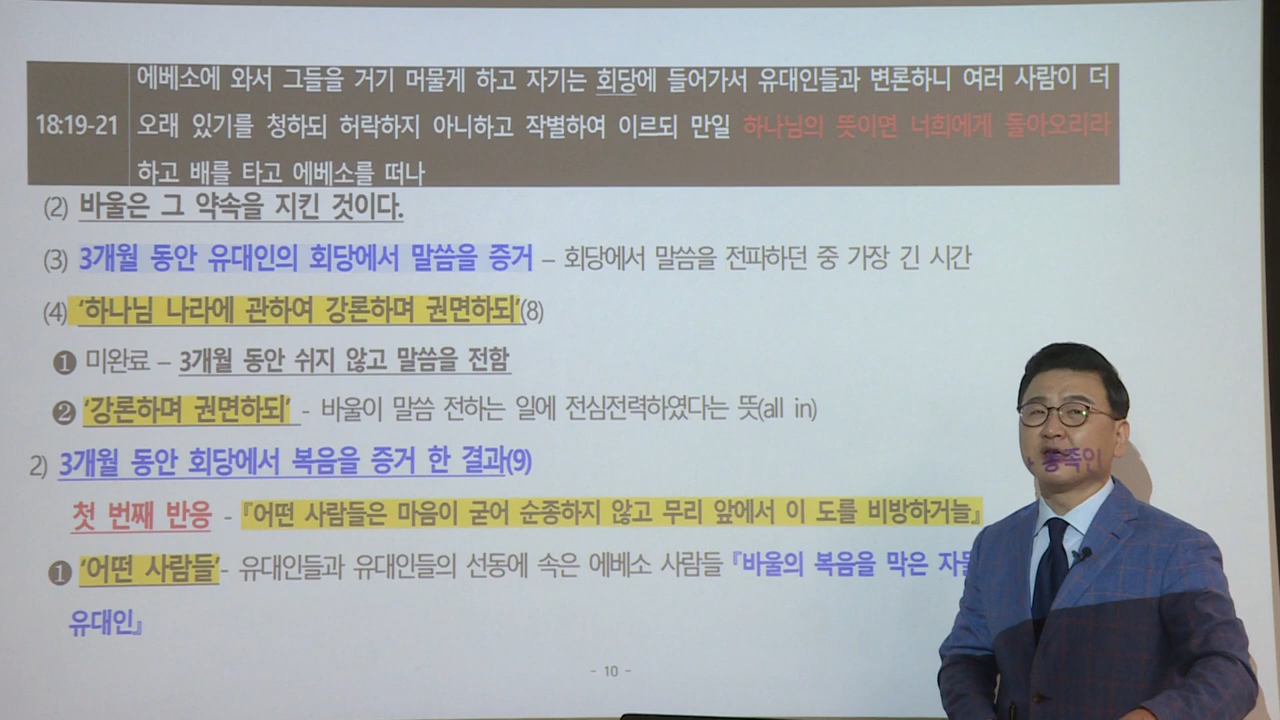 에베소에 와서 그들을 거기 머물게 하고 자기는 회당에 들어가서 유대인들과 변론하니 여러 사람이 더
18:19-21 오래 있기를 청하되 허락하지 아니하고 작별하여 이르되 만일 하나님의 뜻이면 너희에게 돌아오리라
하고 배를 타고 에베소를 떠나
(2) 바울은 그 약속을 지킨 것이다.
(3) 3개월 동안 유대인의 회당에서 말씀을 증거 – 회당에서 말씀을 전파하던 중 가장 긴 시간
(4) ‘하나님 나라에 관하여 강론하며 권면하되’(8)
❶ 미완료 – 3개월 동안 쉬지 않고 말씀을 전함
❷ ‘강론하며 권면하되’ - 바울이 말씀 전하는 일에 전심전력하였다는 뜻(all in)
2) 3개월 동안 회당에서 복음을 증거 한 결과(9)
첫 번째 반응 - 『어떤 사람들은 마음이 굳어 순종하지 않고 무리 앞에서 이 도를 비방하거늘』
❶ ‘어떤 사람들’- 유대인들과 유대인들의 선동에 속은 에베소 사람들 『바울의 복음을 막은 자들
동족인
유대인』
- 10 -